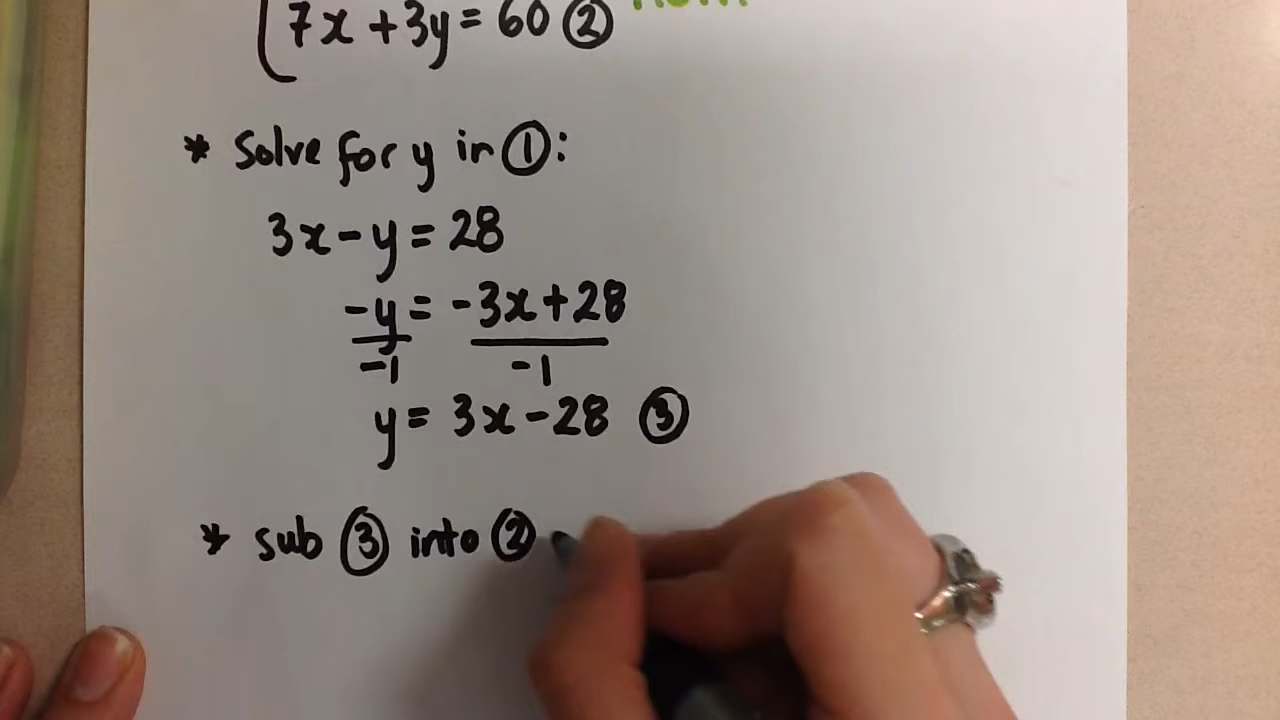 7x + 3y = 60 ②
* Solve for y in ①:
3x - y = 28
-y = -3x + 28
-1 -1
y = 3x - 28 ③
* sub ③ into ②